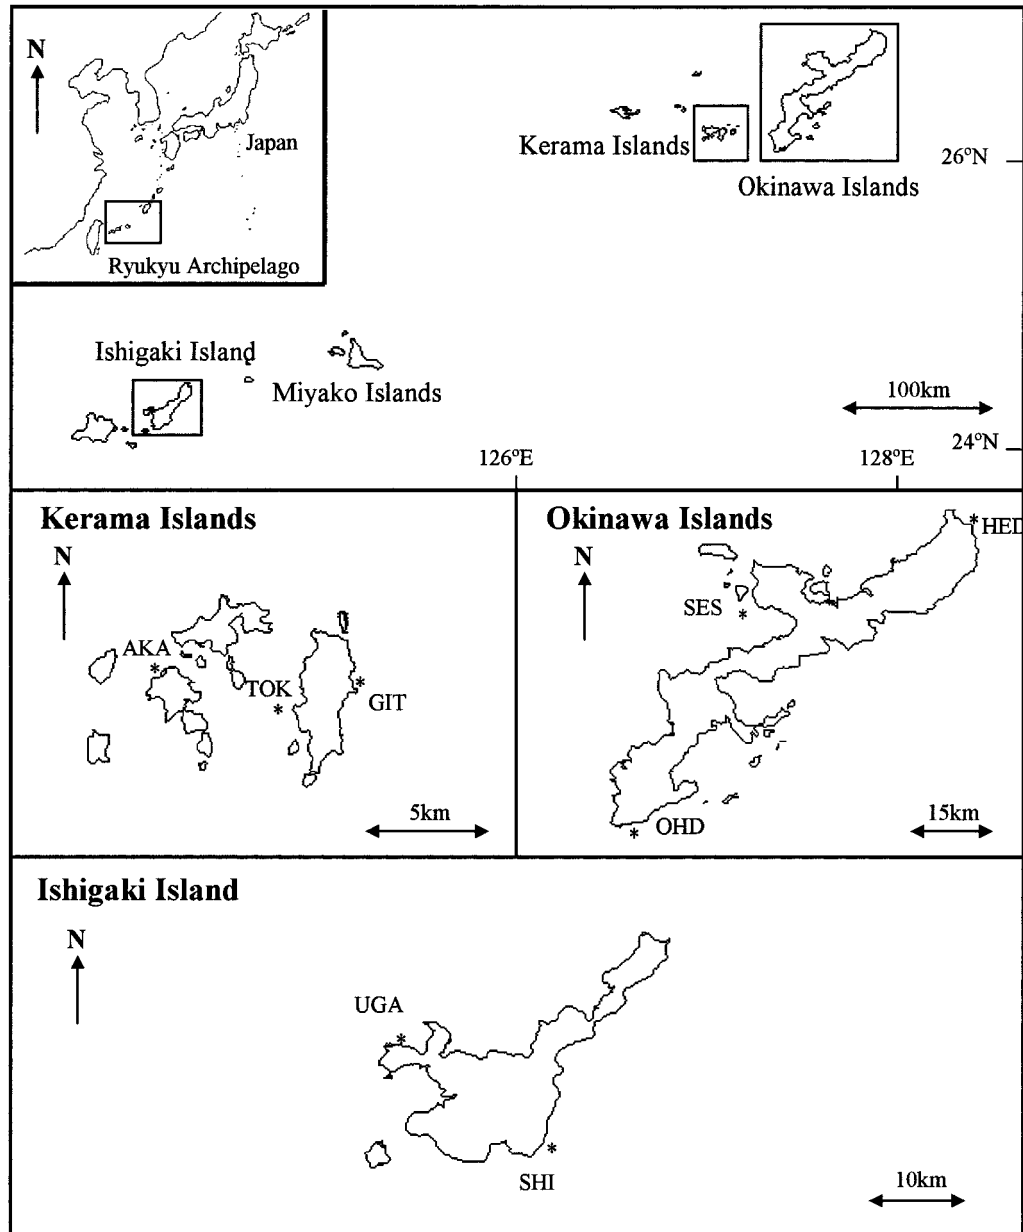 N
Japan
Ryukyu Archipelago
Kerama Islands
Okinawa Islands
26°N
Ishigaki Island
Miyako Islands
100km
24°N
126°E
128°E
Kerama Islands
N
AKA
TOK
GIT
5km
Okinawa Islands
N
HED
SES
OHD
15km
Ishigaki Island
N
UGA
SHI
10km